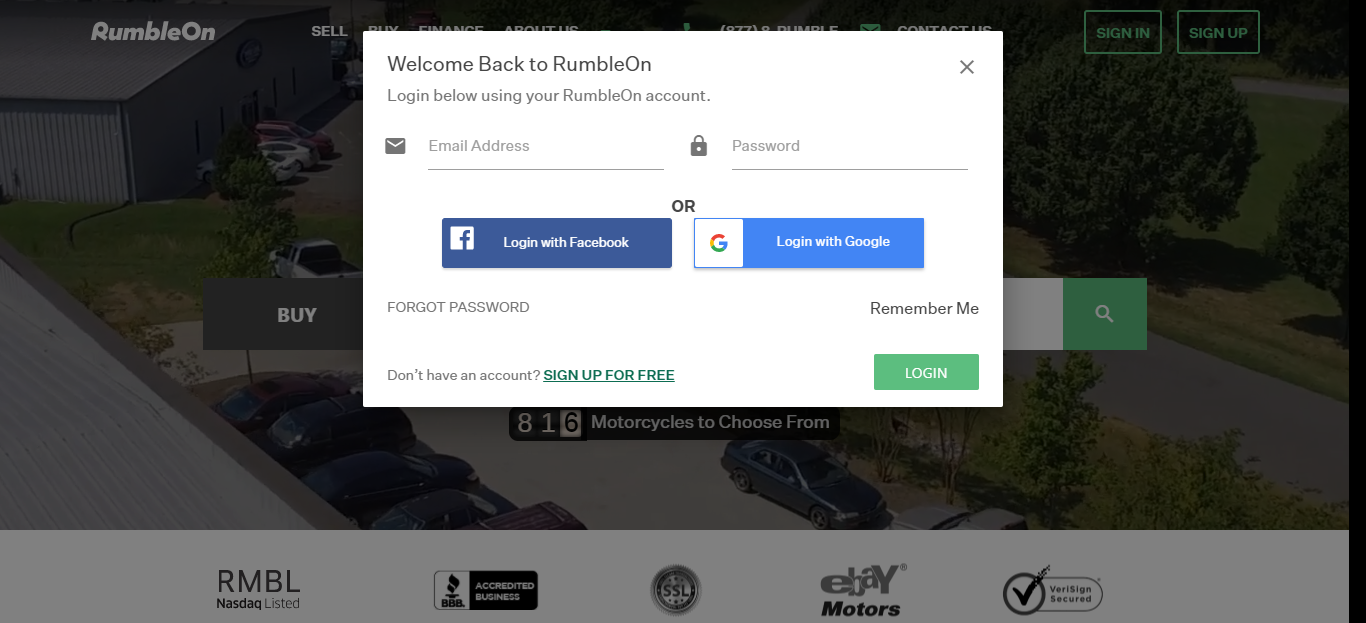 RumbleOn
SELL BUY FINANCE ABOUT US (877) 8-RUMBLE CONTACT US
SIGN IN SIGN UP
Welcome Back to RumbleOn
Login below using your RumbleOn account.
Email Address Password
OR
Login with Facebook Login with Google
FORGOT PASSWORD Remember Me
BUY
Don't have an account? SIGN UP FOR FREE LOGIN
816 Motorcycles to Choose From
RMBL
Nasdaq Listed
BBB. ACCREDITED
BUSINESS
SSL
ebay®
Motors
VeriSign
Secured